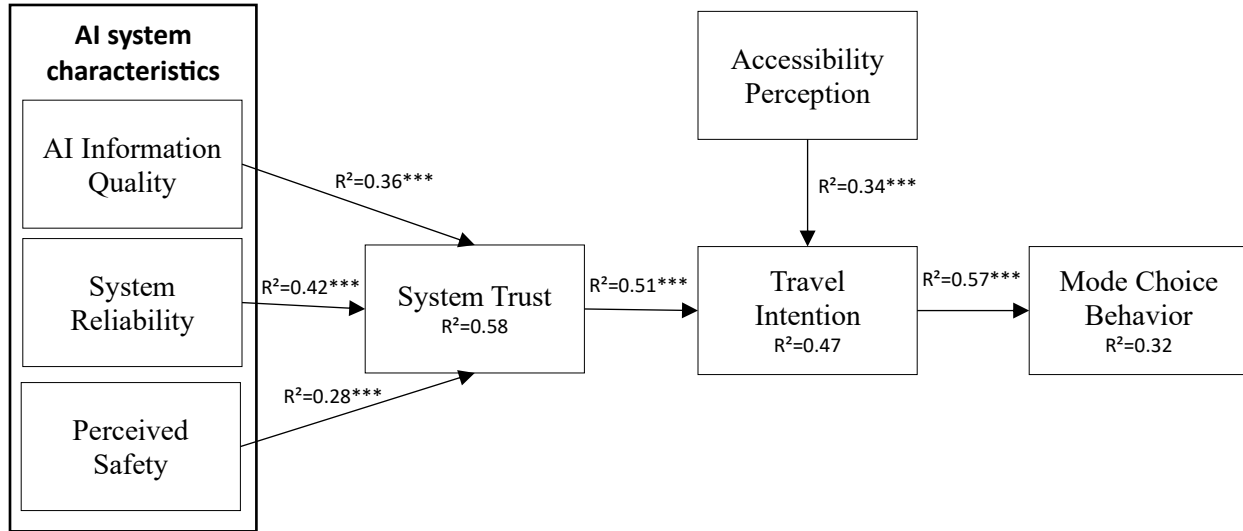 AI system
characteristics
AI Information
Quality
System
Reliability
Perceived
Safety
R²=0.36***
R²=0.42***
R²=0.28***
System Trust
R²=0.58
R²=0.51***
Accessibility
Perception
R²=0.34***
Travel
Intention
R²=0.47
R²=0.57***
Mode Choice
Behavior
R²=0.32